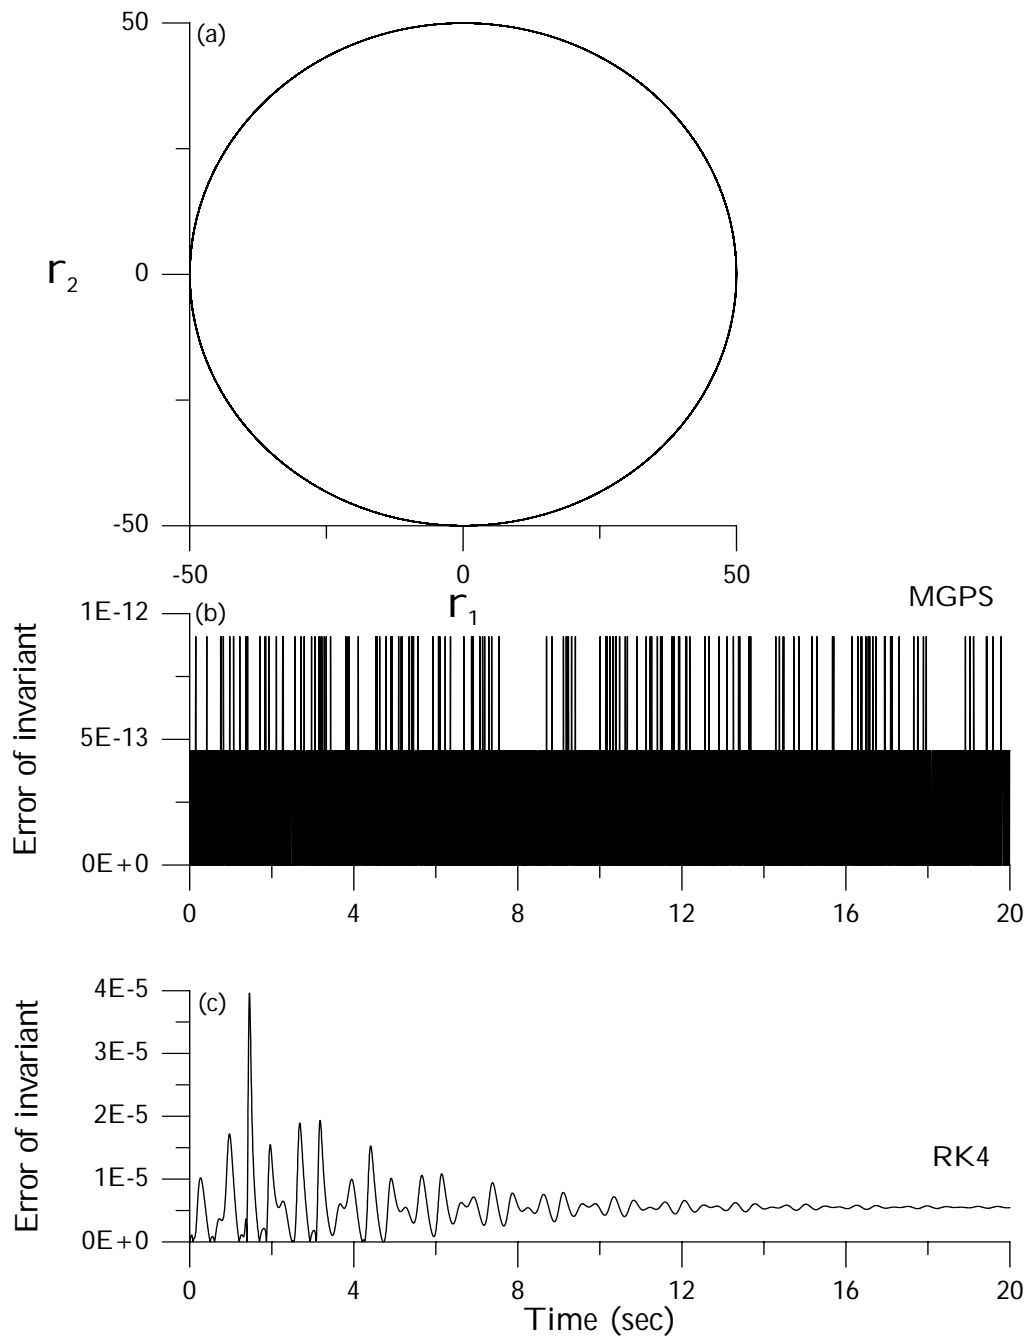 50
(a)
r2
0
-50
-50 0 50
r1
MGPS
1E-12
(b)
5E-13
Error of invariant
0E+0
0 4 8 12 16 20
4E-5
(c)
3E-5
2E-5
Error of invariant
RK4
1E-5
0E+0
0 4 8 12 16 20
Time (sec)